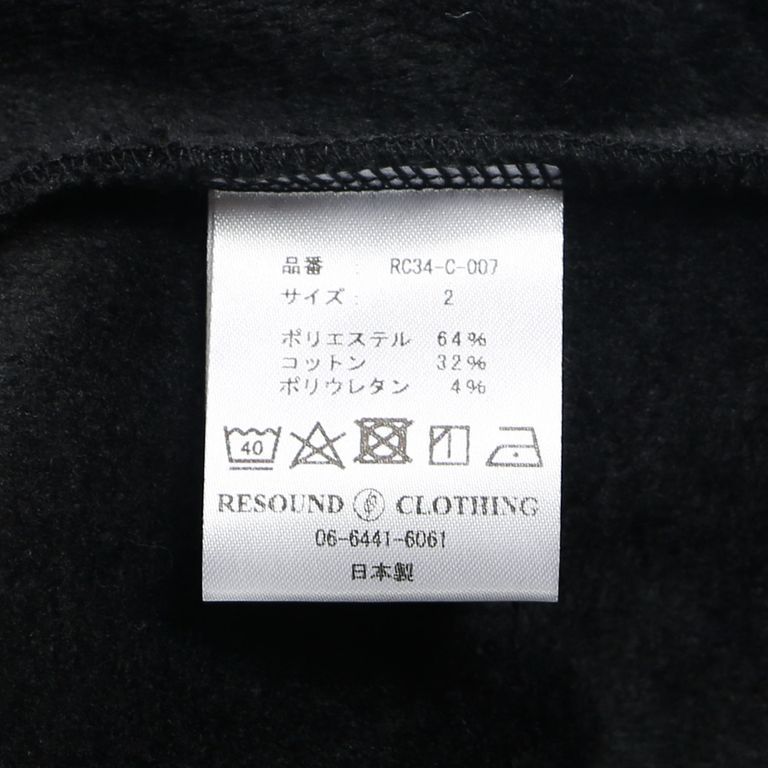 品番 : RC34-C-007
サイズ : 2
ポリエステル 64%
コットン 32%
ポリウレタン 4%
40
RESOUND CLOTHING
06-6441-6061
日本製